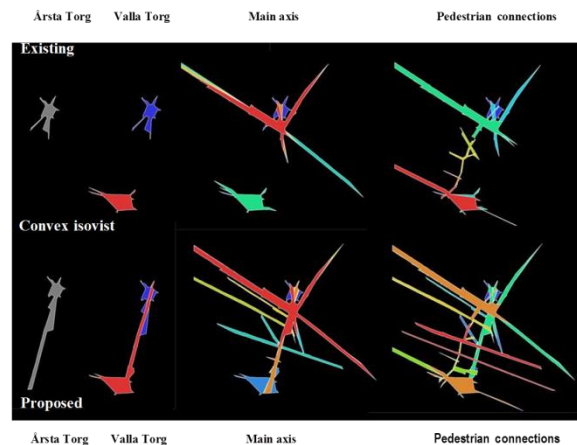 Årsta Torg Valla Torg Main axis Pedestrian connections
Existing
Convex isovist
Proposed
Årsta Torg Valla Torg Main axis Pedestrian connections